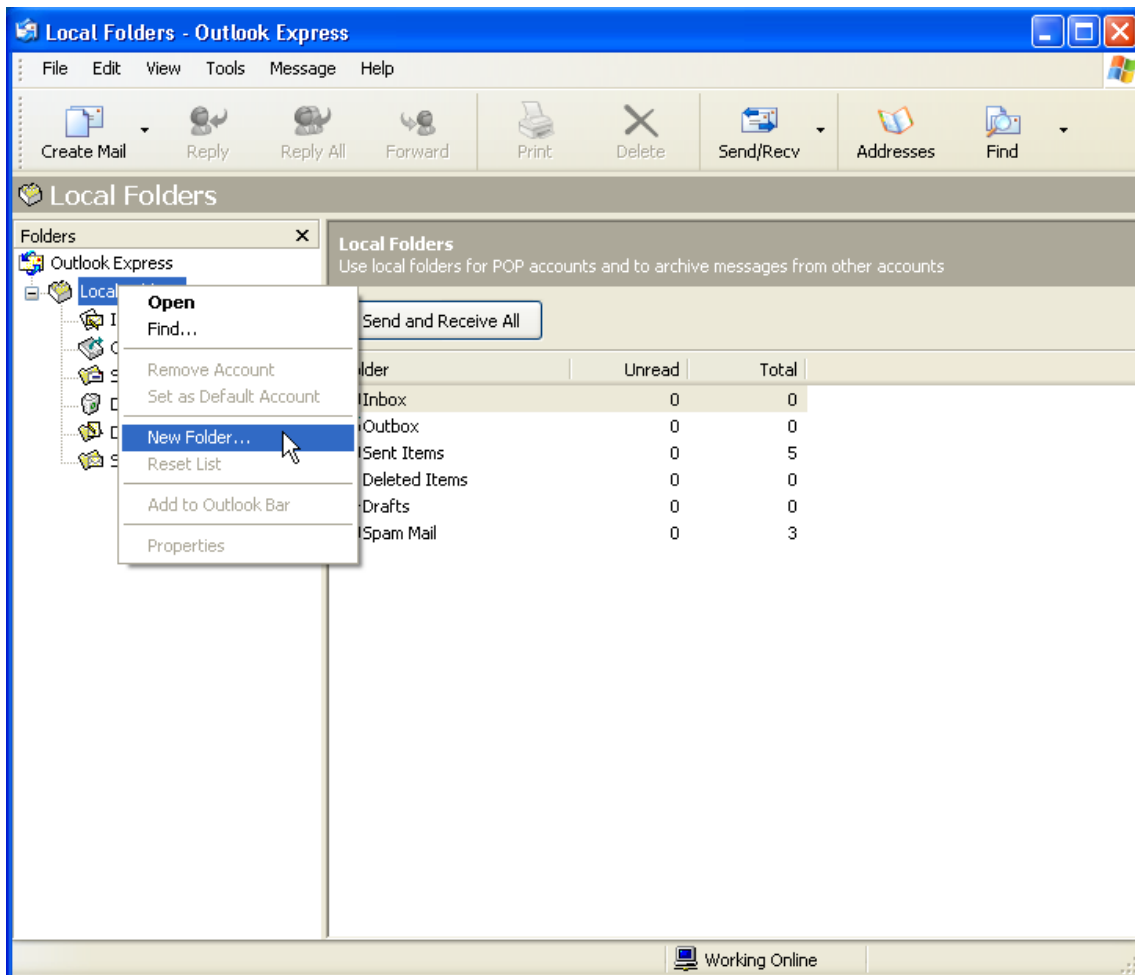 Local Folders - Outlook Express
File Edit View Tools Message Help
Create Mail Reply Reply All Forward Print Delete Send/Recv Addresses Find
Local Folders
Folders
Outlook Express
Local
Open
Find...
Remove Account
Set as Default Account
New Folder...
Reset List
Add to Outlook Bar
Properties
Local Folders
Use local folders for POP accounts and to archive messages from other accounts
Send and Receive All
lder Unread Total
Inbox 0 0
Outbox 0 0
Sent Items 0 5
Deleted Items 0 0
Drafts 0 0
Spam Mail 0 3
Working Online